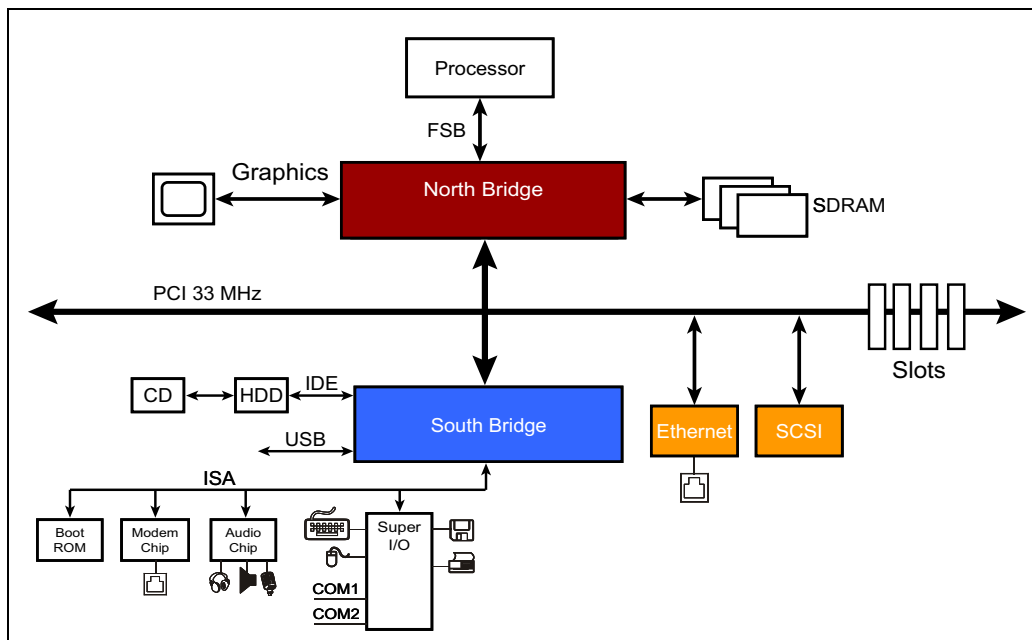 Processor
FSB
Graphics
North Bridge
SDRAM
PCI 33 MHz
Slots
CD
HDD
IDE
South Bridge
Ethernet
SCSI
USB
ISA
Boot
ROM
Modem
Chip
Audio
Chip
Super
I/O
COM1
COM2